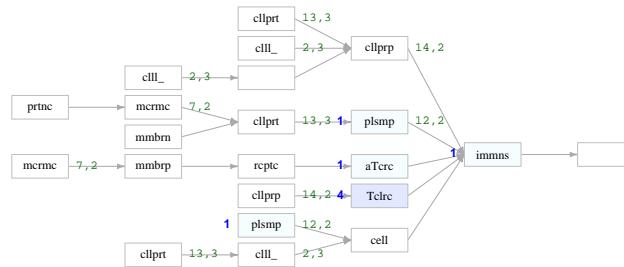 cllprt 13,3
clll_ 2,3 cllprp 14,2
clll_ 2,3
prtnc mcrmc 7,2
cllprt 13,3 1 plsmp 12,2
mmbrn
1 immns
mcrmc 7,2 mmbrp rcptc 1 aTcrc
cllprp 14,2 4 Tclrc
1 plsmp 12,2
cell
cllprt 13,3 clll_ 2,3